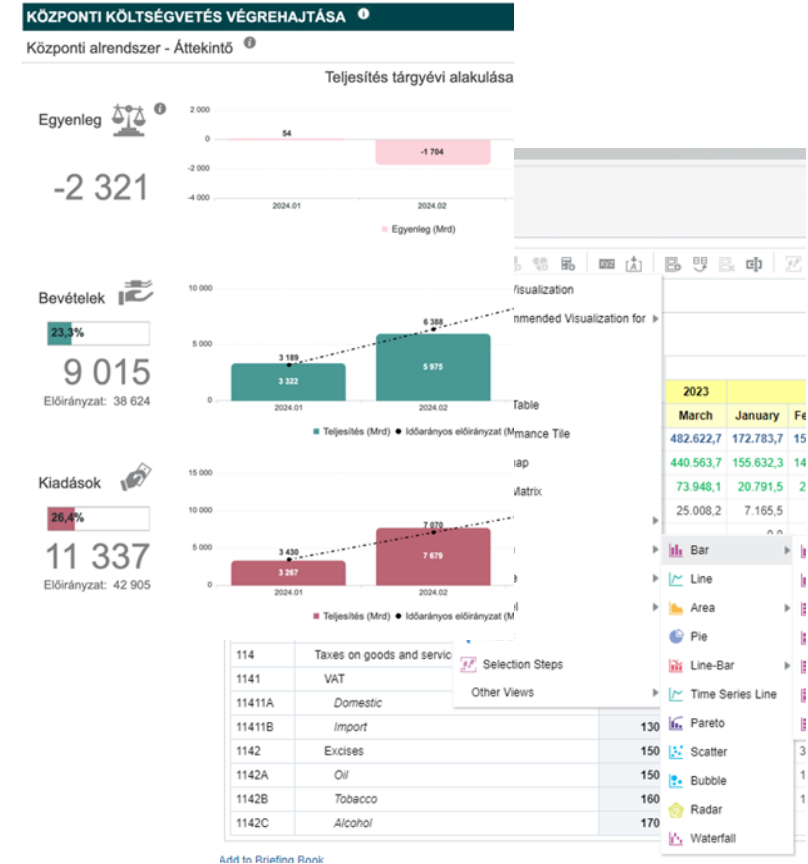 KÖZPONTI KÖLTSÉGVETÉS VÉGREHAJTÁSA
Központi alrendszer - Áttekintő
Teljesítés tárgyévi alakulása
Egyenleg
-2 321
2 000
0
-2 000
-4 000
54
-1 704
2024.01 2024.02
Egyenleg (Mrd)
Bevételek
23,3%
9 015
Előirányzat: 38 624
10 000
5 000
0
3 189
3 322
6 388
5 975
2024.01 2024.02
Teljesítés (Mrd) Időarányos előirányzat (M
Kiadások
26,4%
11 337
Előirányzat: 42 905
15 000
10 000
5 000
0
3 430
3 267
7 070
7 679
2024.01 2024.02
Teljesítés (Mrd) Időarányos előirányzat (M
isualization
mmended Visualization for
Table
mance Tile
ap
Matrix
Selection Steps
Other Views
2023
March January Fe
482.622,7 172.783,7 15
440.563,7 155.632,3 14
73.948,1 20.791,5 2
25.008,2 7.165,5
Bar
Line
Area
Pie
Line-Bar
Time Series Line
Pareto
Scatter
Bubble
Radar
Waterfall
114 Taxes on goods and servic
1141 VAT
11411A Domestic
11411B Import 130
1142 Excises 150
1142A Oil 150
1142B Tobacco 160
1142C Alcohol 170
Add to Briefing Book